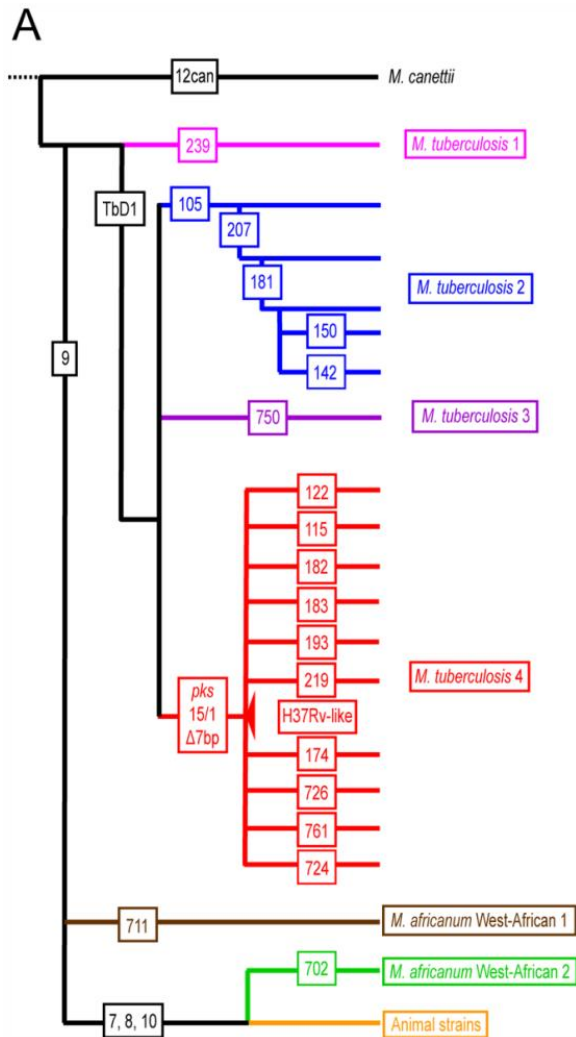 A
12can M. canettii
239 M. tuberculosis 1
TbD1
105
207
181
M. tuberculosis 2
150
9
142
750 M. tuberculosis 3
122
115
182
183
193
219 M. tuberculosis 4
pks
15/1
Δ7bp
H37Rv-like
174
726
761
724
711 M. africanum West-African 1
702 M. africanum West-African 2
7, 8, 10 Animal strains